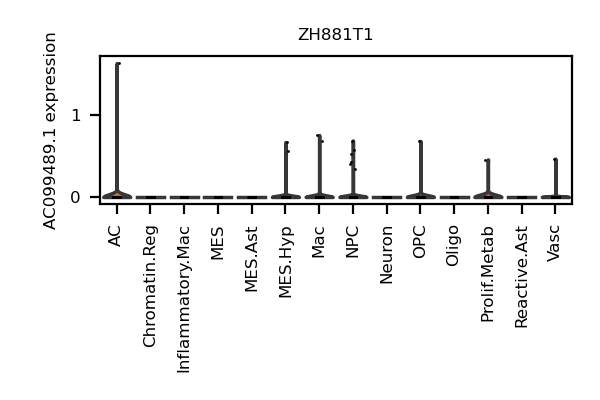 ZH881T1
AC099489.1 expression
1
0
AC
Chromatin.Reg
Inflammatory.Mac
MES
MES.Ast
MES.Hyp
Mac
NPC
Neuron
OPC
Oligo
Prolif.Metab
Reactive.Ast
Vasc